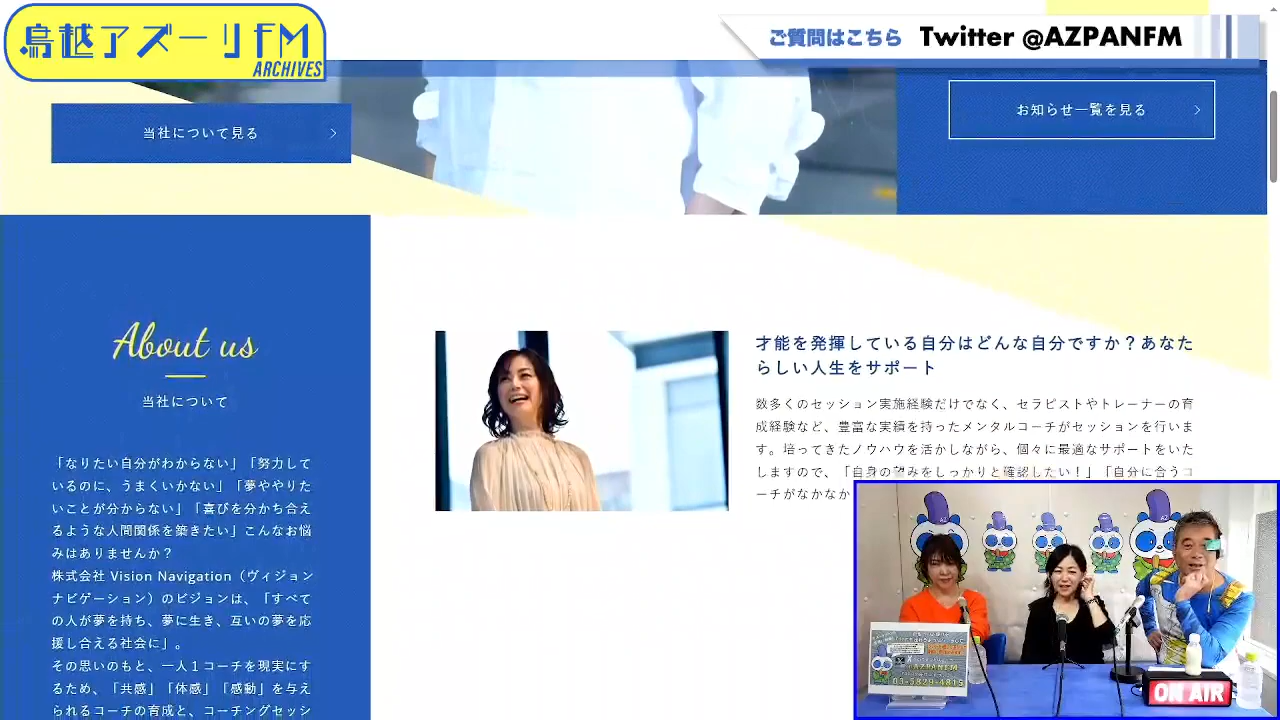 鳥越アズーリFM
ARCHIVES
ご質問はこちら Twitter @AZPANFM
当社について見る
お知らせ一覧を見る
About us
当社について
「なりたい自分がわからない」「努力して
いるのに、うまくいかない」「夢ややりた
いことが分からない」「喜びを分かち合え
るような人間関係を築きたい」こんなお悩
みはありませんか？
株式会社 Vision Navigation（ヴィジョン
ナビゲーション）のビジョンは、「すべて
の人が夢を持ち、夢に生き、互いの夢を応
援し合える社会に」。
その思いのもと、一人１コーチを現実にす
るため、「共感」「体感」「感動」を与え
られるコーチの育成と、コーチングセッシ
才能を発揮している自分はどんな自分ですか？あなた
らしい人生をサポート
数多くのセッション実施経験だけでなく、セラピストやトレーナーの育
成経験など、豊富な実績を持ったメンタルコーチがセッションを行いま
す。培ってきたノウハウを活かしながら、個々に最適なサポートをいた
しますので、「自身の望みをしっかりと確認したい！」「自分に合うコ
ーチがなかなか
@AZPANFM
03-5829-4815
ON AIR